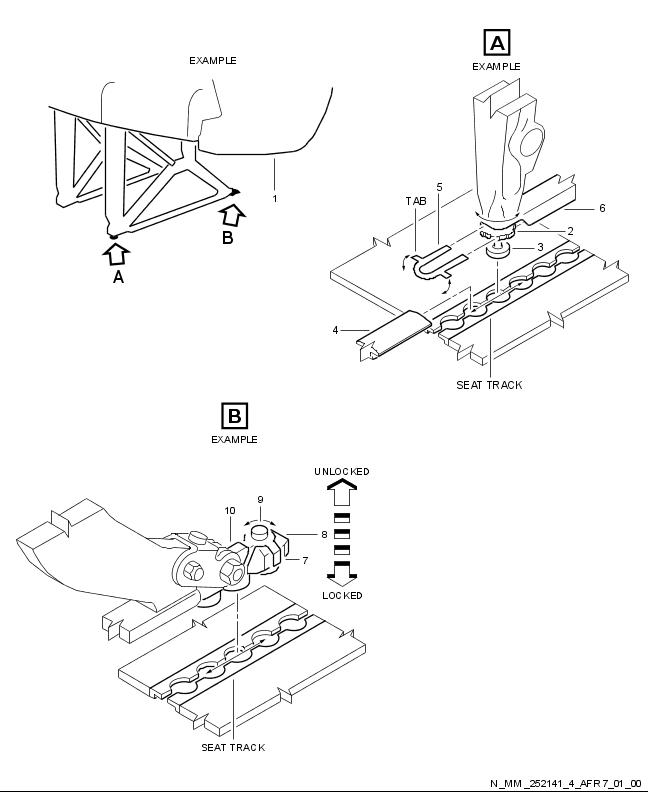 EXAMPLE
1
A
B
A
EXAMPLE
5
TAB
6
2
3
4
SEAT TRACK
B
EXAMPLE
UNLOCKED
9
10
8
7
LOCKED
SEAT TRACK
N_MM_252141_4_AFR7_01_00